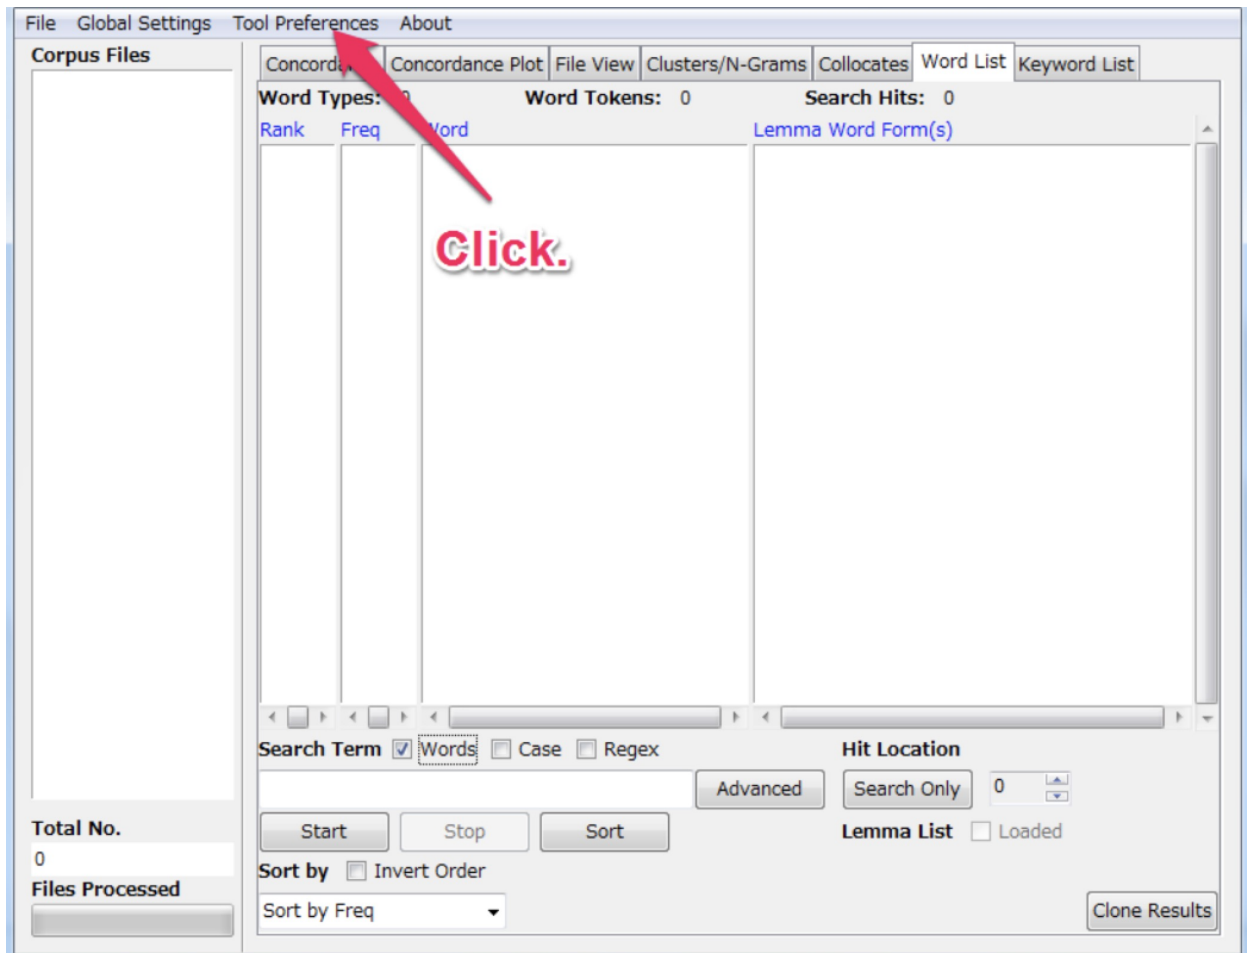 File Global Settings Tool Preferences About
Corpus Files
Concordance Concordance Plot File View Clusters/N-Grams Collocates Word List Keyword List
Word Types: 0 Word Tokens: 0 Search Hits: 0
Rank Freq Word Lemma Word Form(s)
Click.
Search Term Words Case Regex Hit Location
Advanced Search Only 0
Total No. Start Stop Sort Lemma List Loaded
0
Sort by Invert Order
Files Processed
Sort by Freq Clone Results